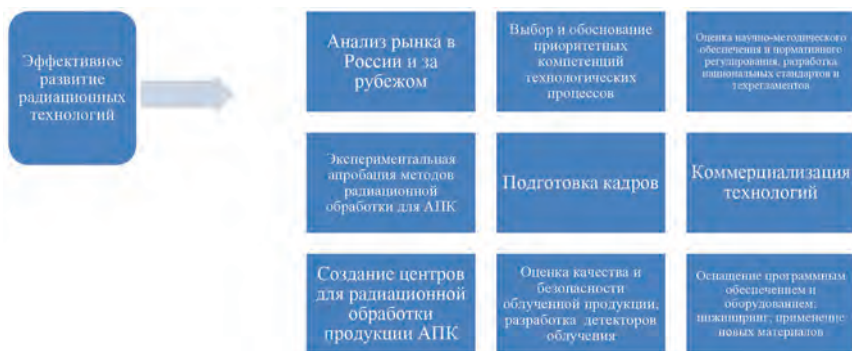 Эффективное
развитие
радиационных
технологий
Анализ рынка в
России и за
рубежом
Выбор и обоснование
приоритетных
компетенций
технологических
процессов
Оценка научно-методического
обеспечения и нормативного
регулирования, разработка
национальных стандартов и
техрегламентов
Экспериментальная
апробация методов
радиационной
обработки для АПК
Подготовка кадров
Коммерциализация
технологий
Создание центров
для радиационной
обработки
продукции АПК
Оценка качества и
безопасности
облученной продукции,
разработка детекторов
облучения
Оснащение программным
обеспечением и
оборудованием,
инжиниринг, применение
новых материалов